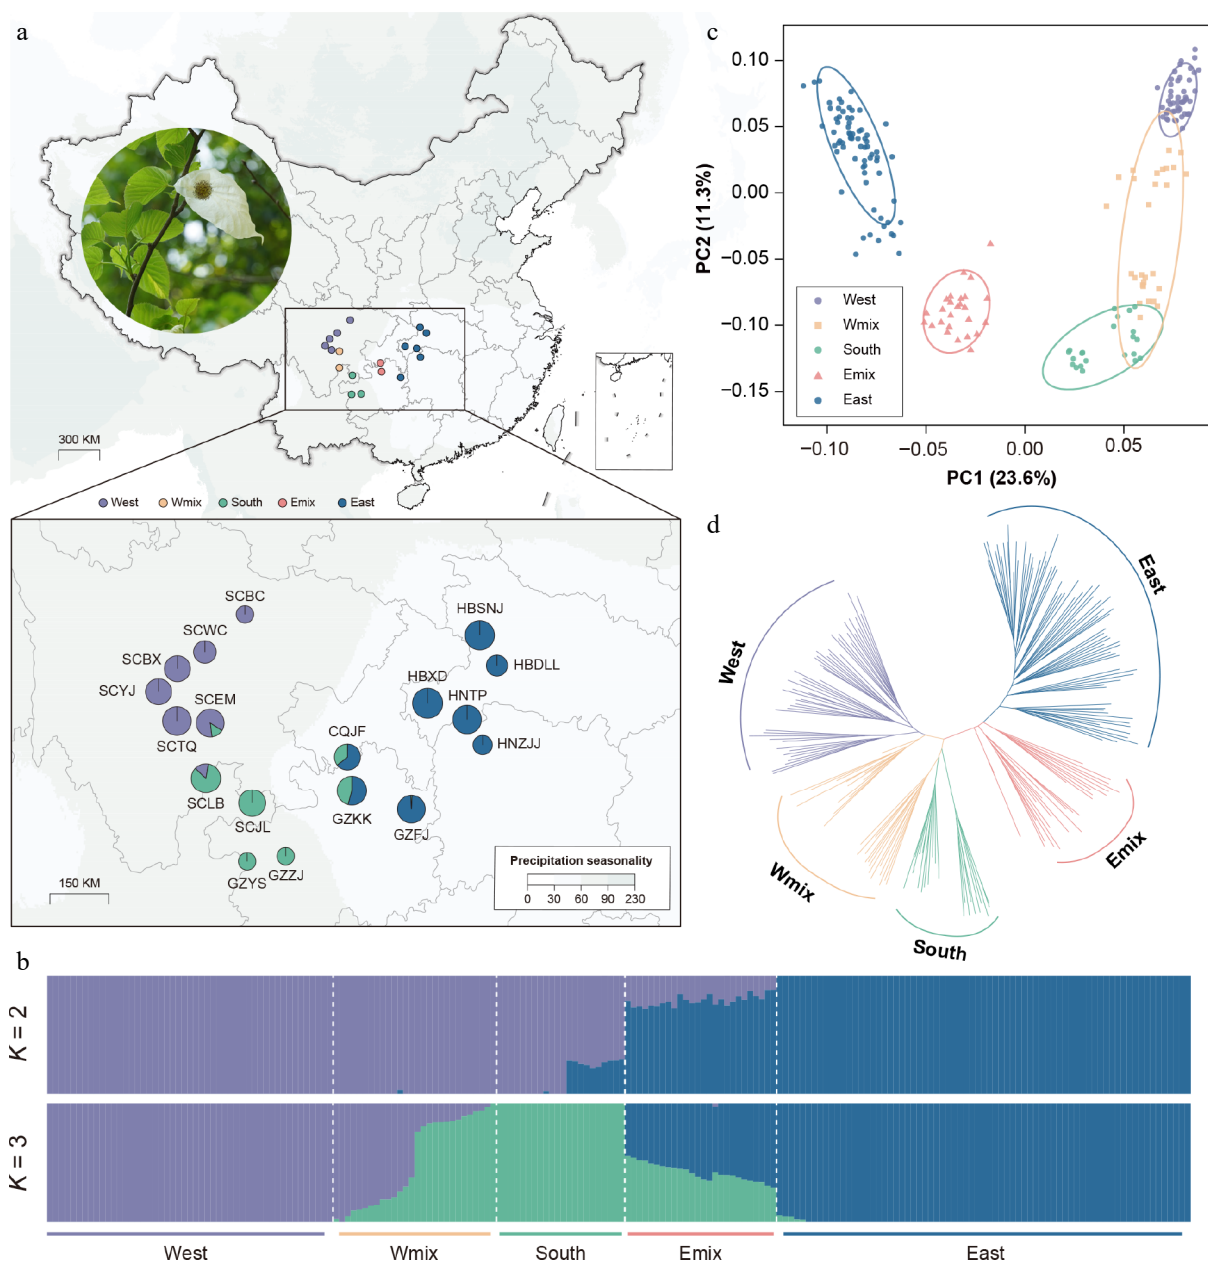 a
300 KM
West Wmix South Emix East
SCBC
SCWC
SCBX
SCYJ
SCEM
SCTQ
SCLB
SCJL
GZYS
GZZJ
CQJF
GZKK
GZFJ
HBSNJ
HBDLL
HBXD
HNTP
HNZJJ
150 KM
Precipitation seasonality
0 30 60 90 230
c
PC2 (11.3%)
0.10
0.05
0.00
−0.05
−0.10
−0.15
West
Wmix
South
Emix
East
−0.10 −0.05 0.00 0.05
PC1 (23.6%)
d
East
West
Wmix
South
Emix
b
K = 2
K = 3
West Wmix South Emix East